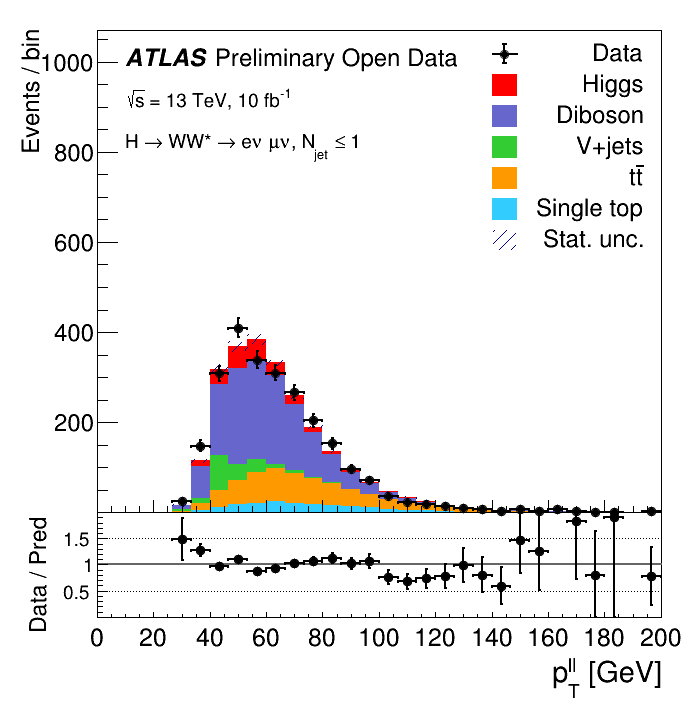 ATLAS Preliminary Open Data
√s = 13 TeV, 10 fb⁻¹
H → WW* → eν μν, N_jet ≤ 1
Data
Higgs
Diboson
V+jets
tt̄
Single top
Stat. unc.
Events / bin
1000
800
600
400
200
Data / Pred
1.5
1
0.5
0 20 40 60 80 100 120 140 160 180 200
p_T^ll [GeV]